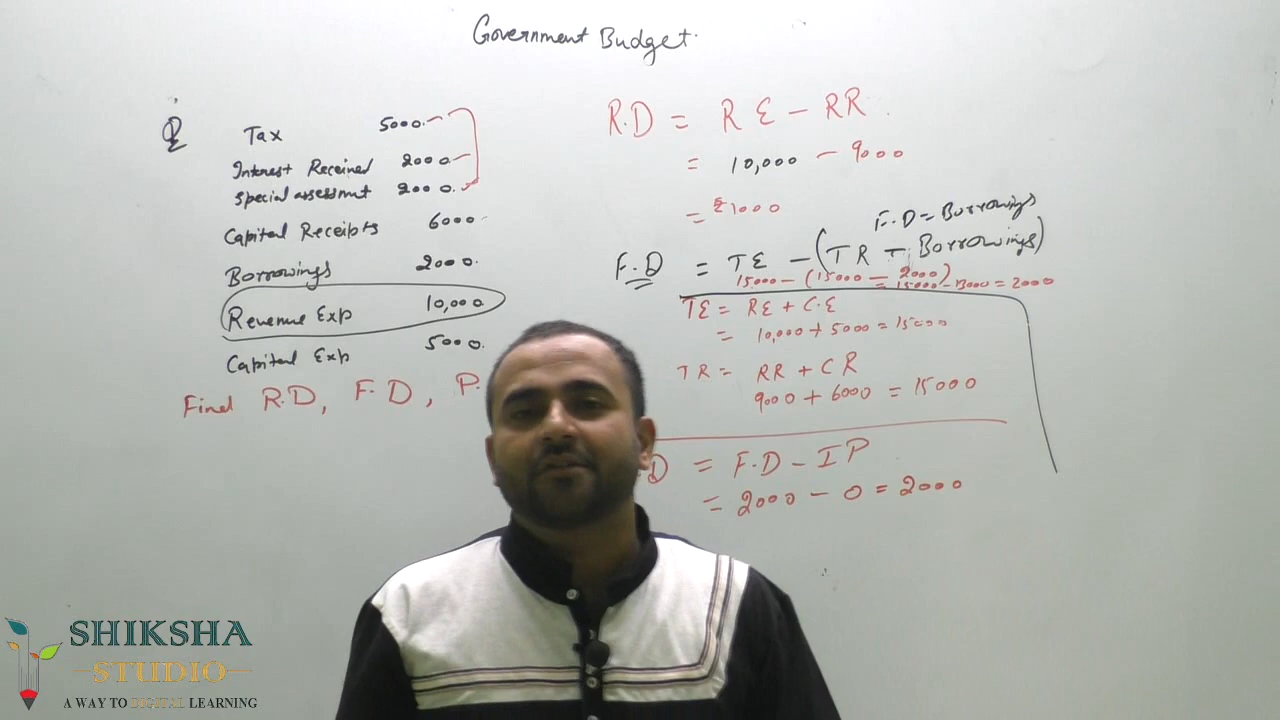 Government Budget.
Q Tax 5000
Interest Received 2000
Special assessmut 2000
Capital Receipts 6000
Borrowings 2000
Revenue Exp 10,000
Capital Exp 5000
Find R.D, F.D, P.
R.D = RE - RR
= 10,000 - 9000
= ₹1000
F.D = Borrowings
F.D = TE - (TR - Borrowings)
15000 - (15000 - 2000)
= 15000 - 13000 = 2000
TE = RE + C.E
= 10,000 + 5000 = 15000
TR = RR + CR
9000 + 6000 = 15000
D = F.D - IP
= 2000 - 0 = 2000
SHIKSHA
STUDIO
A WAY TO DIGITAL LEARNING